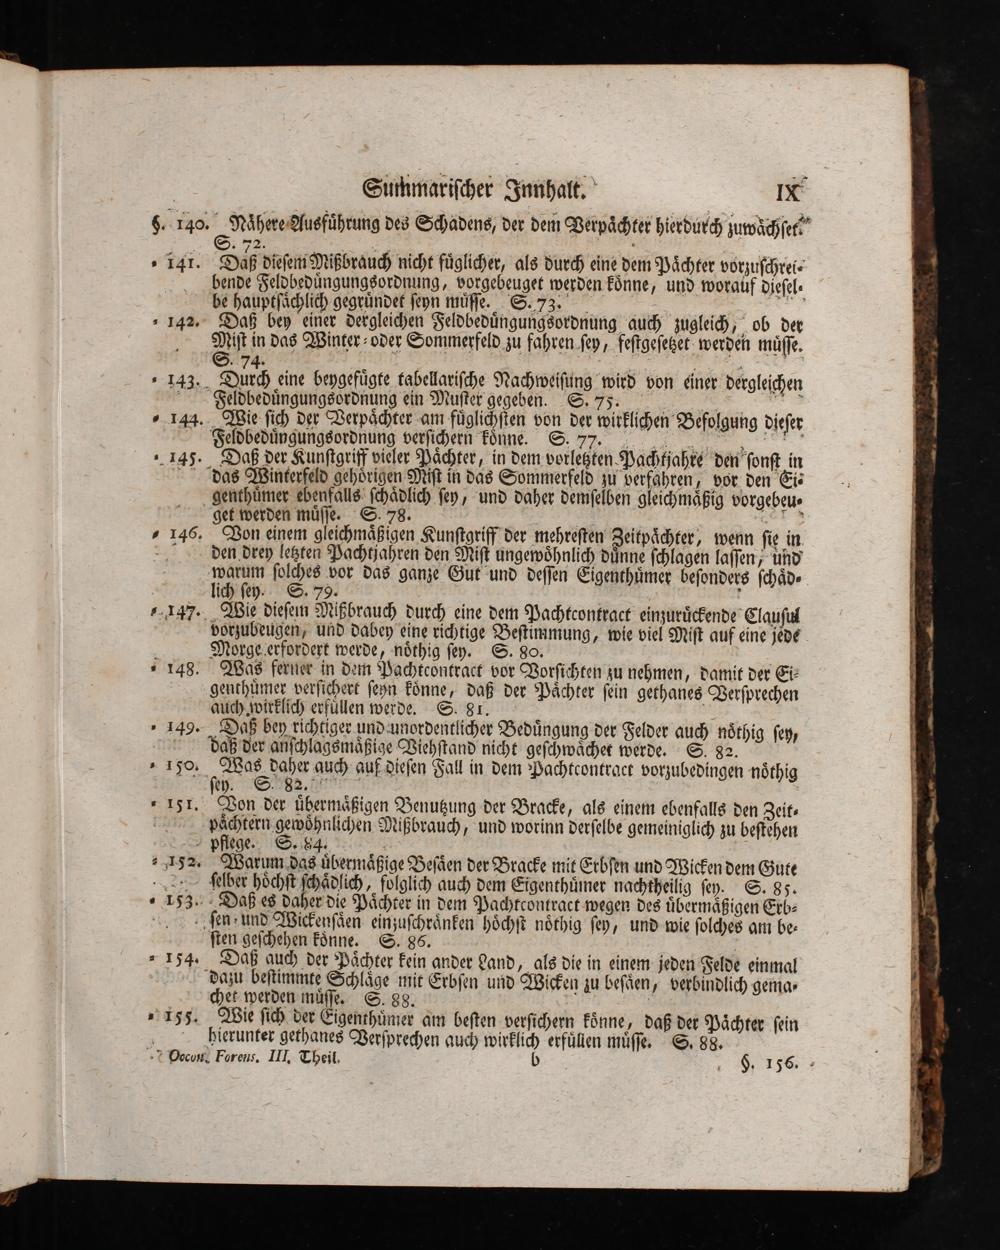 Summarischer Innhalt. IX
§. 140. Nähere Ausführung des Schadens, der dem Verpächter hierdurch zuwächset.
S. 72.
= 141. Daß diesem Mißbrauch nicht füglicher, als durch eine dem Pächter vorzuschrei=
bende Feldbedüngungsordnung, vorgebeuget werden könne, und worauf diesel=
be hauptsächlich gegründet seyn müsse. S. 73.
= 142. Daß bey einer dergleichen Feldbedüngungsordnung auch zugleich, ob der
Mist in das Winter= oder Sommerfeld zu fahren sey, festgesetzet werden müsse.
S. 74.
= 143. Durch eine beygefügte tabellarische Nachweisung wird von einer dergleichen
Feldbedüngungsordnung ein Muster gegeben. S. 75.
= 144. Wie sich der Verpächter am füglichsten von der wirklichen Befolgung dieser
Feldbedüngungsordnung versichern könne. S. 77.
= 145. Daß der Kunstgriff vieler Pächter, in dem vorletzten Pachtjahre den sonst in
das Winterfeld gehörigen Mist in das Sommerfeld zu verfahren, vor den Ei=
genthümer ebenfalls schädlich sey, und daher demselben gleichmäßig vorgebeu=
get werden müsse. S. 78.
= 146. Von einem gleichmäßigen Kunstgriff der mehresten Zeitpächter, wenn sie in
den drey letzten Pachtjahren den Mist ungewöhnlich dünne schlagen lassen, und
warum solches vor das ganze Gut und dessen Eigenthümer besonders schäd=
lich sey. S. 79.
= 147. Wie diesem Mißbrauch durch eine dem Pachtcontract einzurückende Clausul
vorzubeugen, und dabey eine richtige Bestimmung, wie viel Mist auf eine jede
Morge erfordert werde, nöthig sey. S. 80.
= 148. Was ferner in dem Pachtcontract vor Vorsichten zu nehmen, damit der Ei=
genthümer versichert seyn könne, daß der Pächter sein gethanes Versprechen
auch wirklich erfüllen werde. S. 81.
= 149. Daß bey richtiger und unordentlicher Bedüngung der Felder auch nöthig sey,
daß der anschlagsmäßige Viehstand nicht geschwächet werde. S. 82.
= 150. Was daher auch auf diesen Fall in dem Pachtcontract vorzubedingen nöthig
sey. S. 82.
= 151. Von der übermäßigen Benutzung der Bracke, als einem ebenfalls den Zeit=
pächtern gewöhnlichen Mißbrauch, und worinn derselbe gemeiniglich zu bestehen
pflege. S. 84.
= 152. Warum das übermäßige Besäen der Bracke mit Erbsen und Wicken dem Gute
selber höchst schädlich, folglich auch dem Eigenthümer nachtheilig sey. S. 85.
= 153. Daß es daher die Pächter in dem Pachtcontract wegen des übermäßigen Erb=
sen= und Wickensäen einzuschränken höchst nöthig sey, und wie solches am be=
sten geschehen könne. S. 86.
= 154. Daß auch der Pächter kein ander Land, als die in einem jeden Felde einmal
dazu bestimmte Schläge mit Erbsen und Wicken zu besäen, verbindlich gema=
chet werden müsse. S. 88.
= 155. Wie sich der Eigenthümer am besten versichern könne, daß der Pächter sein
hierunter gethanes Versprechen auch wirklich erfüllen müsse. S. 88.
Oecon. Forens. III. Theil. b §. 156.